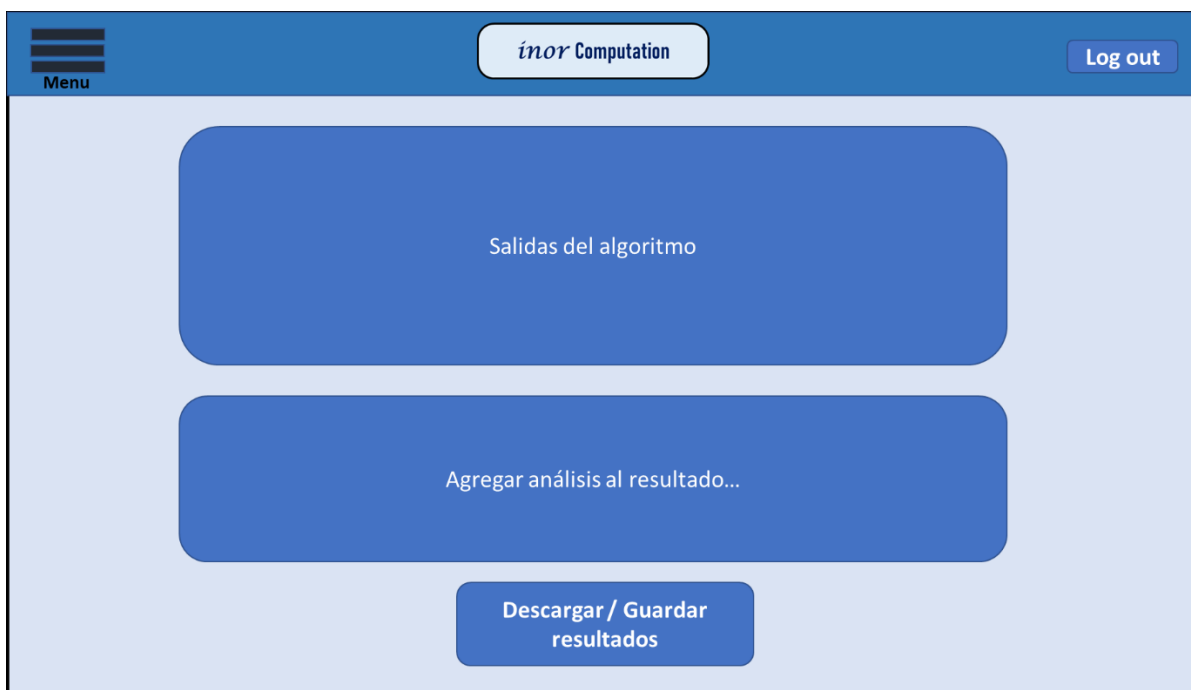 Menu
ínor Computation
Log out
Salidas del algoritmo
Agregar análisis al resultado...
Descargar / Guardar
resultados